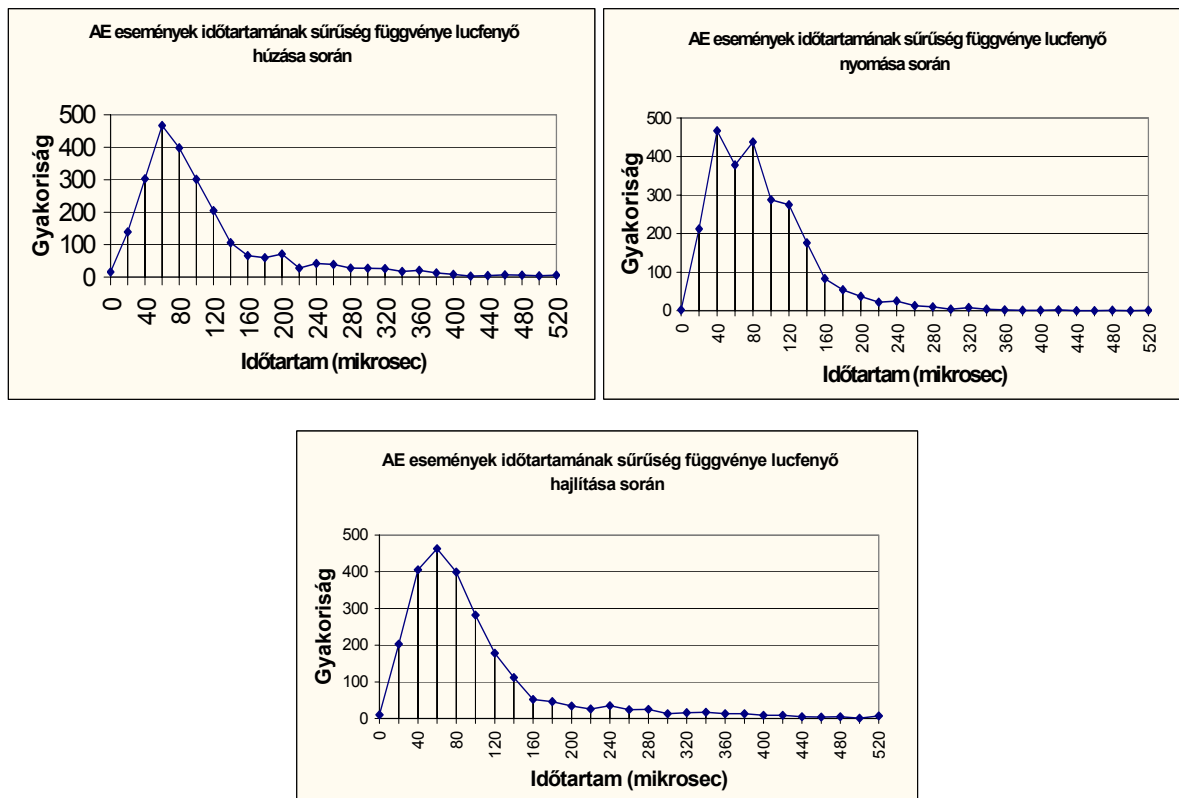 AE események időtartamának sűrűség függvénye lucfenyő
húzása során
Gyakoriság
500
400
300
200
100
0
0 40 80 120 160 200 240 280 320 360 400 440 480 520
Időtartam (mikrosec)
AE események időtartamának sűrűség függvénye lucfenyő
nyomása során
Gyakoriság
500
400
300
200
100
0
0 40 80 120 160 200 240 280 320 360 400 440 480 520
Időtartam (mikrosec)
AE események időtartamának sűrűség függvénye lucfenyő
hajlítása során
Gyakoriság
500
400
300
200
100
0
0 40 80 120 160 200 240 280 320 360 400 440 480 520
Időtartam (mikrosec)